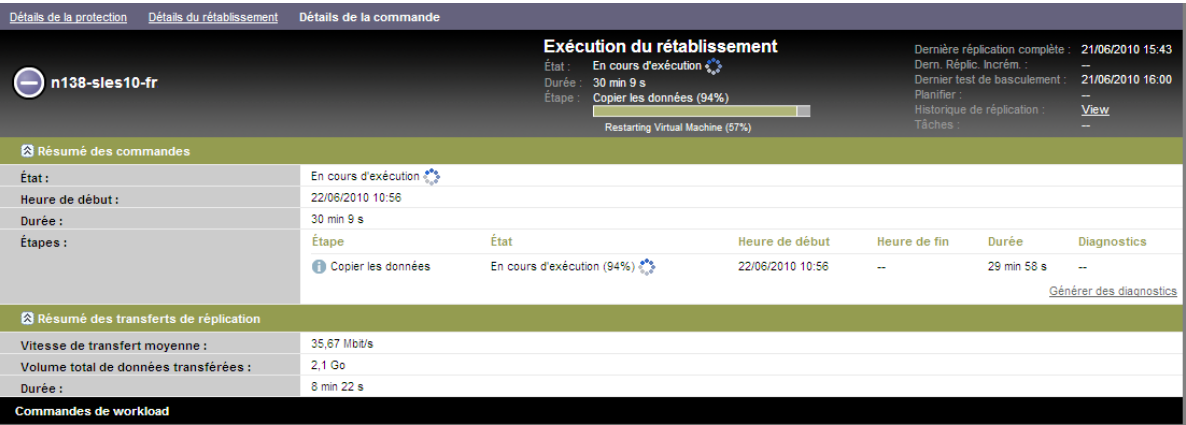 Détails de la protection Détails du rétablissement Détails de la commande
n138-sles10-fr
Exécution du rétablissement
État : En cours d'exécution
Durée : 30 min 9 s
Étape : Copier les données (94%)
Restarting Virtual Machine (57%)
Dernière réplication complète : 21/06/2010 15:43
Dern. Réplic. Incrém. : --
Dernier test de basculement : 21/06/2010 16:00
Planifier : --
Historique de réplication : View
Tâches : --
Résumé des commandes
État : En cours d'exécution
Heure de début : 22/06/2010 10:56
Durée : 30 min 9 s
Étapes : Étape État Heure de début Heure de fin Durée Diagnostics
Copier les données En cours d'exécution (94%) 22/06/2010 10:56 -- 29 min 58 s --
Générer des diagnostics
Résumé des transferts de réplication
Vitesse de transfert moyenne : 35,67 Mbit/s
Volume total de données transférées : 2,1 Go
Durée : 8 min 22 s
Commandes de workload